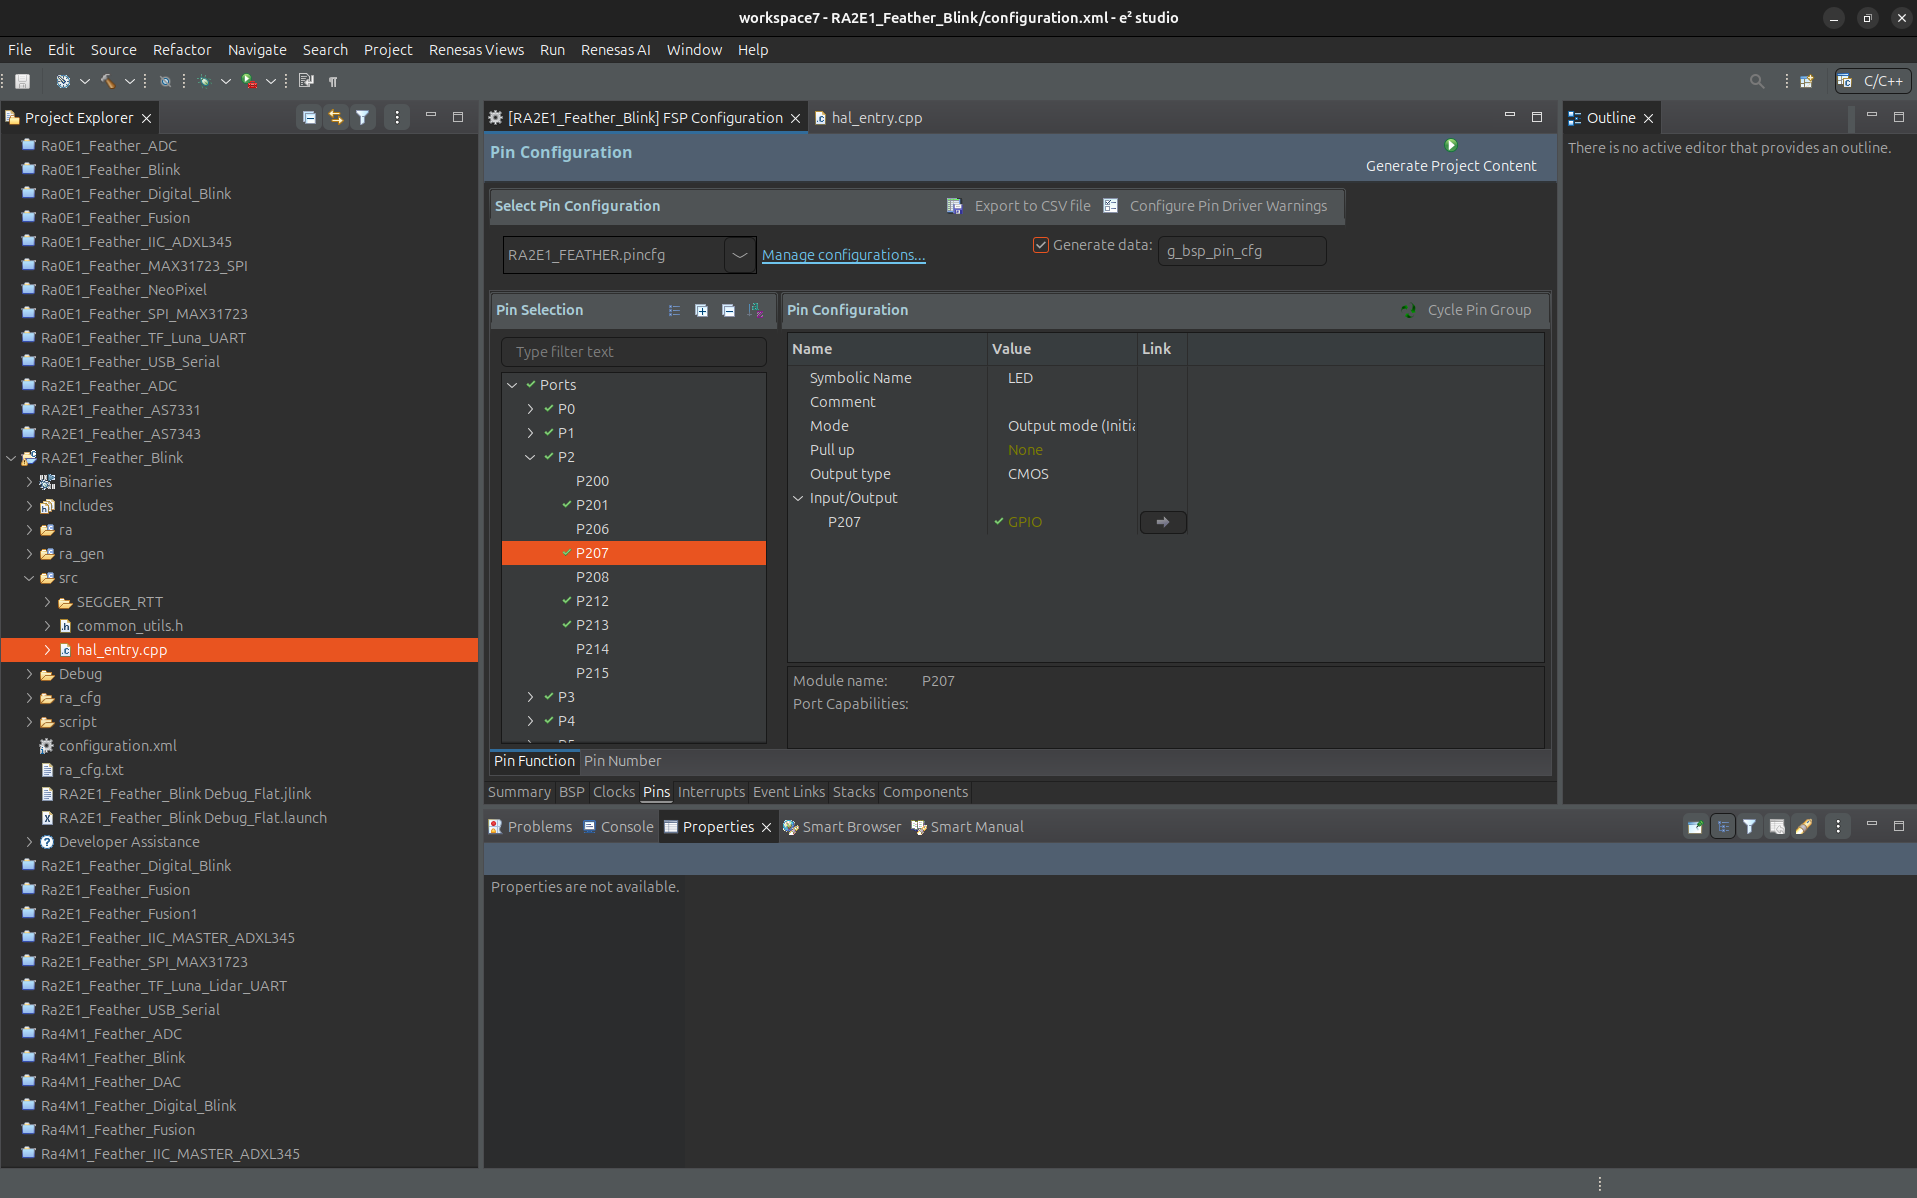 workspace7 - RA2E1_Feather_Blink/configuration.xml - e² studio
File Edit Source Refactor Navigate Search Project Renesas Views Run Renesas AI Window Help
C/C++
Project Explorer
Ra0E1_Feather_ADC
Ra0E1_Feather_Blink
Ra0E1_Feather_Digital_Blink
Ra0E1_Feather_Fusion
Ra0E1_Feather_IIC_ADXL345
Ra0E1_Feather_MAX31723_SPI
Ra0E1_Feather_NeoPixel
Ra0E1_Feather_SPI_MAX31723
Ra0E1_Feather_TF_Luna_UART
Ra0E1_Feather_USB_Serial
Ra2E1_Feather_ADC
RA2E1_Feather_AS7331
RA2E1_Feather_AS7343
RA2E1_Feather_Blink
Binaries
Includes
ra
ra_gen
src
SEGGER_RTT
common_utils.h
hal_entry.cpp
Debug
ra_cfg
script
configuration.xml
ra_cfg.txt
RA2E1_Feather_Blink Debug_Flat.jlink
RA2E1_Feather_Blink Debug_Flat.launch
Developer Assistance
Ra2E1_Feather_Digital_Blink
Ra2E1_Feather_Fusion
Ra2E1_Feather_Fusion1
Ra2E1_Feather_IIC_MASTER_ADXL345
Ra2E1_Feather_SPI_MAX31723
Ra2E1_Feather_TF_Luna_Lidar_UART
Ra2E1_Feather_USB_Serial
Ra4M1_Feather_ADC
Ra4M1_Feather_Blink
Ra4M1_Feather_DAC
Ra4M1_Feather_Digital_Blink
Ra4M1_Feather_Fusion
Ra4M1_Feather_IIC_MASTER_ADXL345
[RA2E1_Feather_Blink] FSP Configuration
hal_entry.cpp
Pin Configuration
Generate Project Content
Select Pin Configuration
Export to CSV file
Configure Pin Driver Warnings
RA2E1_FEATHER.pincfg
Manage configurations...
Generate data:
g_bsp_pin_cfg
Pin Selection
Type filter text
Ports
P0
P1
P2
P200
P201
P206
P207
P208
P212
P213
P214
P215
P3
P4
Pin Configuration
Cycle Pin Group
Name Value Link
Symbolic Name LED
Comment
Mode Output mode (Initia
Pull up None
Output type CMOS
Input/Output
P207 GPIO
Module name: P207
Port Capabilities:
Pin Function Pin Number
Summary BSP Clocks Pins Interrupts Event Links Stacks Components
Problems Console Properties Smart Browser Smart Manual
Properties are not available.
Outline
There is no active editor that provides an outline.